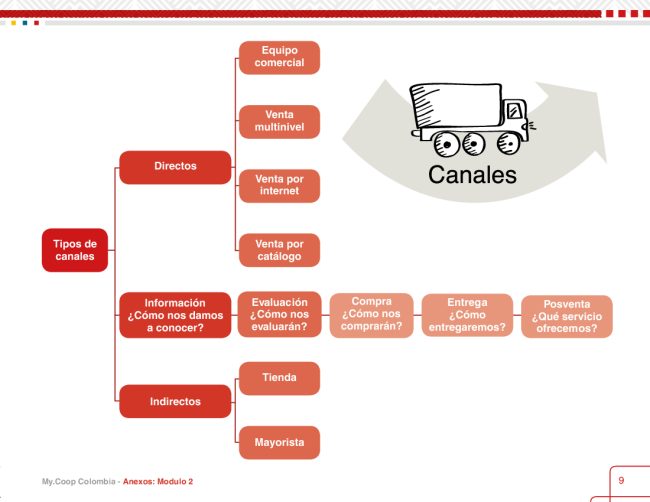 Equipo
comercial
Venta
multinivel
Directos
Venta por
internet
Venta por
catálogo
Canales
Tipos de
canales
Información
¿Cómo nos damos
a conocer?
Evaluación
¿Cómo nos
evaluarán?
Compra
¿Cómo nos
comprarán?
Entrega
¿Cómo
entregaremos?
Posventa
¿Qué servicio
ofrecemos?
Indirectos
Tienda
Mayorista
My.Coop Colombia - Anexos: Modulo 2
9